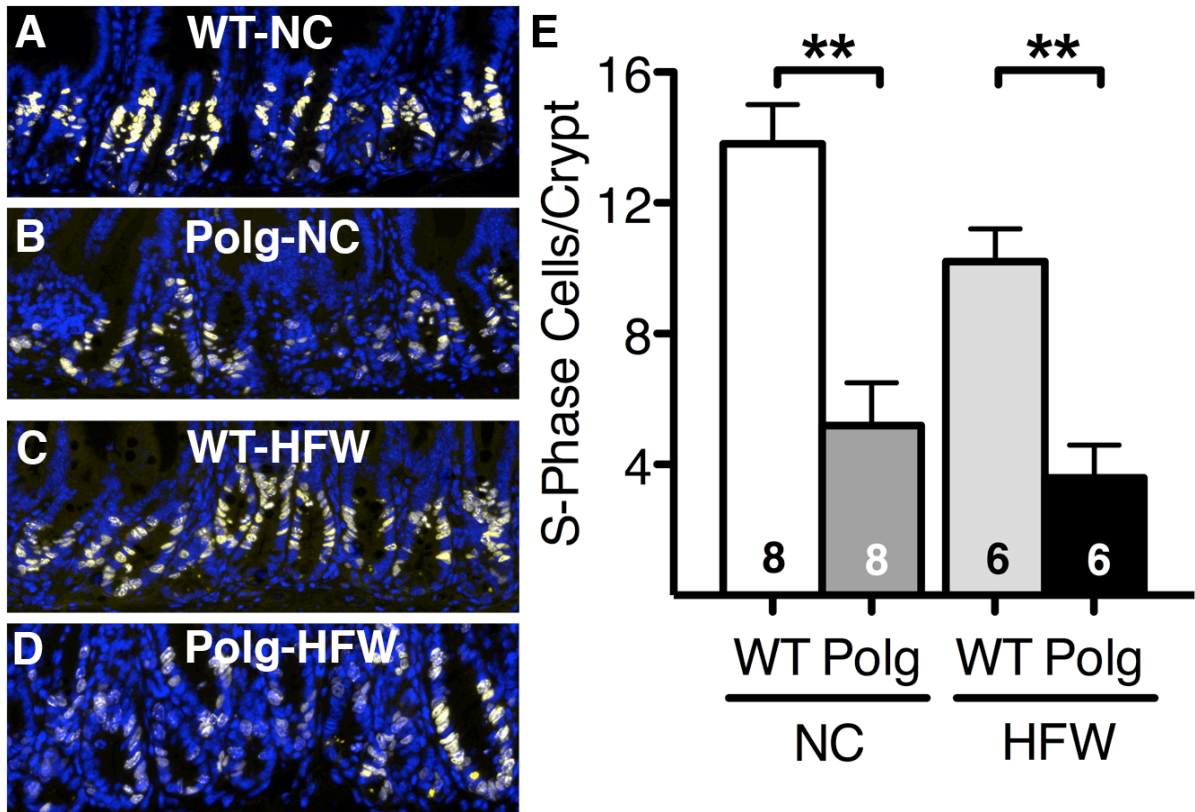 A
WT-NC
B
Polg-NC
C
WT-HFW
D
Polg-HFW
E
** **
S-Phase Cells/Crypt
16
12
8
4
8 8 6 6
WT Polg WT Polg
NC HFW